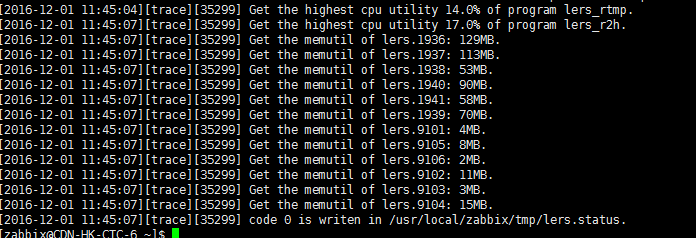 [2016-12-01 11:45:04][trace][35299] Get the highest cpu utility 14.0% of program lers_rtmp.
[2016-12-01 11:45:07][trace][35299] Get the highest cpu utility 17.0% of program lers_r2h.
[2016-12-01 11:45:07][trace][35299] Get the memutil of lers.1936: 129MB.
[2016-12-01 11:45:07][trace][35299] Get the memutil of lers.1937: 113MB.
[2016-12-01 11:45:07][trace][35299] Get the memutil of lers.1938: 53MB.
[2016-12-01 11:45:07][trace][35299] Get the memutil of lers.1940: 90MB.
[2016-12-01 11:45:07][trace][35299] Get the memutil of lers.1941: 58MB.
[2016-12-01 11:45:07][trace][35299] Get the memutil of lers.1939: 70MB.
[2016-12-01 11:45:07][trace][35299] Get the memutil of lers.9101: 4MB.
[2016-12-01 11:45:07][trace][35299] Get the memutil of lers.9105: 8MB.
[2016-12-01 11:45:07][trace][35299] Get the memutil of lers.9106: 2MB.
[2016-12-01 11:45:07][trace][35299] Get the memutil of lers.9102: 11MB.
[2016-12-01 11:45:07][trace][35299] Get the memutil of lers.9103: 3MB.
[2016-12-01 11:45:07][trace][35299] Get the memutil of lers.9104: 15MB.
[2016-12-01 11:45:07][trace][35299] code 0 is writen in /usr/local/zabbix/tmp/lers.status.
[zabbix@CDN-HK-CTC-6 ~]$